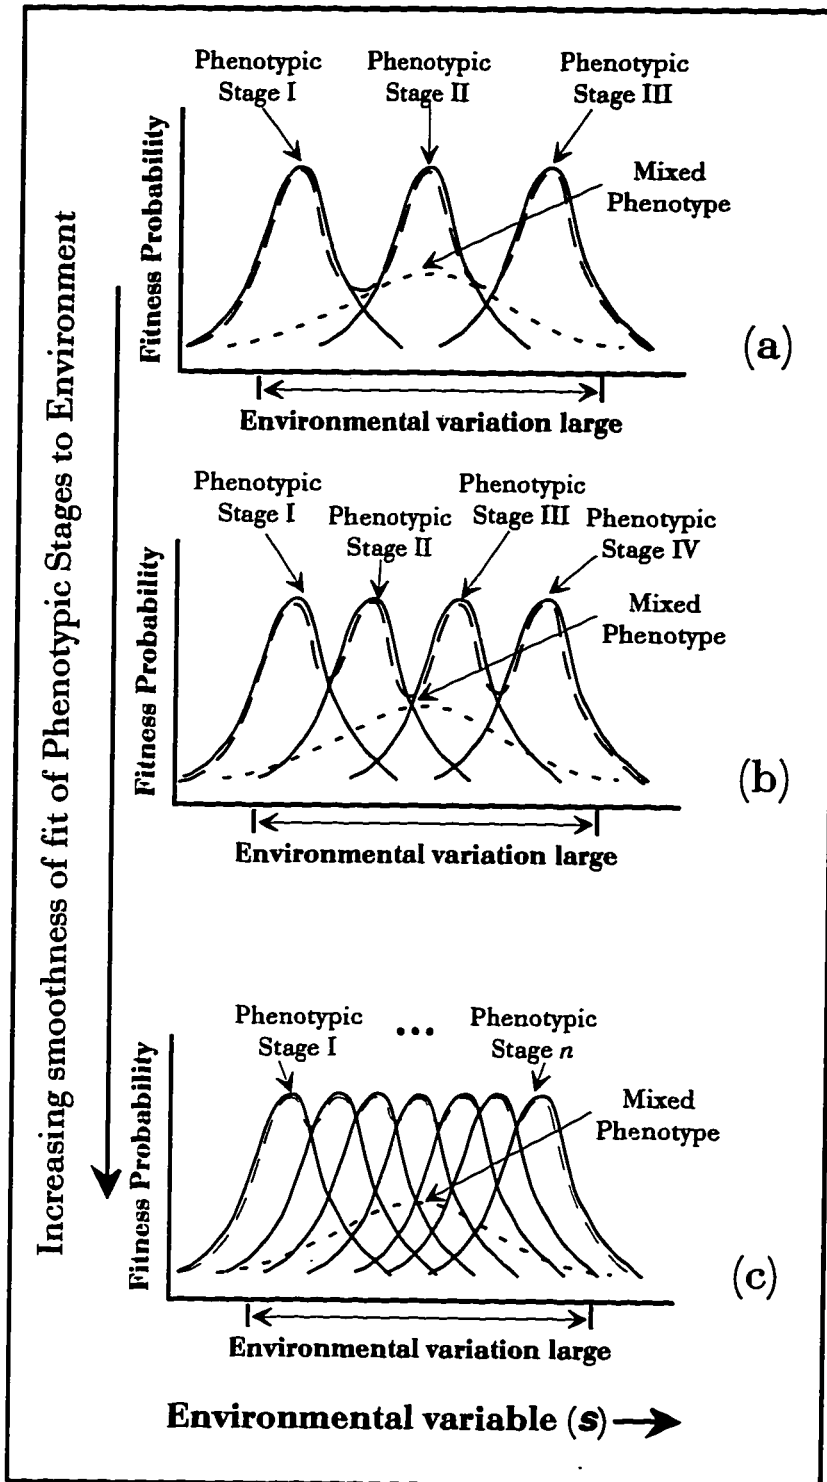 Increasing smoothness of fit of Phenotypic Stages to Environment
Phenotypic
Stage I
Phenotypic
Stage II
Phenotypic
Stage III
Mixed
Phenotype
Fitness Probability
(a)
Environmental variation large
Phenotypic
Stage I
Phenotypic
Stage II
Phenotypic
Stage III
Phenotypic
Stage IV
Mixed
Phenotype
Fitness Probability
(b)
Environmental variation large
Phenotypic
Stage I
...
Phenotypic
Stage n
Mixed
Phenotype
Fitness Probability
(c)
Environmental variation large
Environmental variable (s)